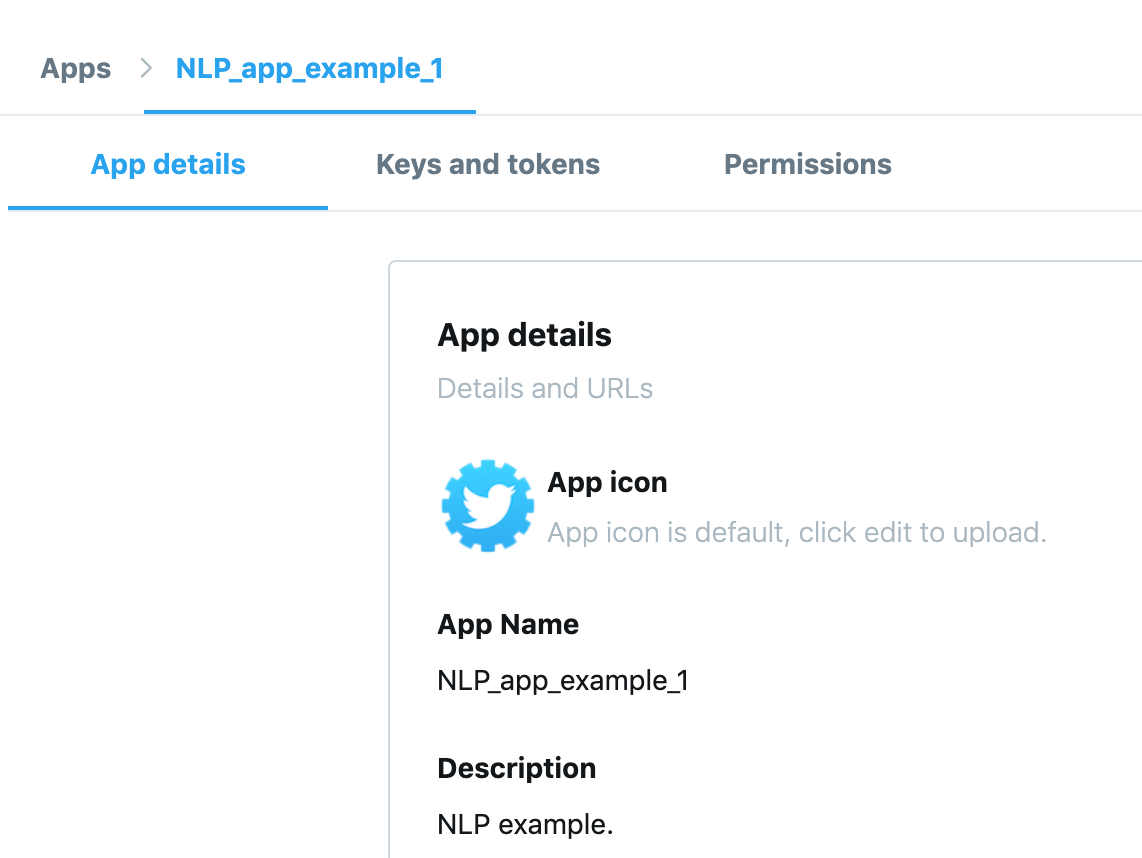 Apps > NLP_app_example_1
App details Keys and tokens Permissions
App details
Details and URLs
App icon
App icon is default, click edit to upload.
App Name
NLP_app_example_1
Description
NLP example.